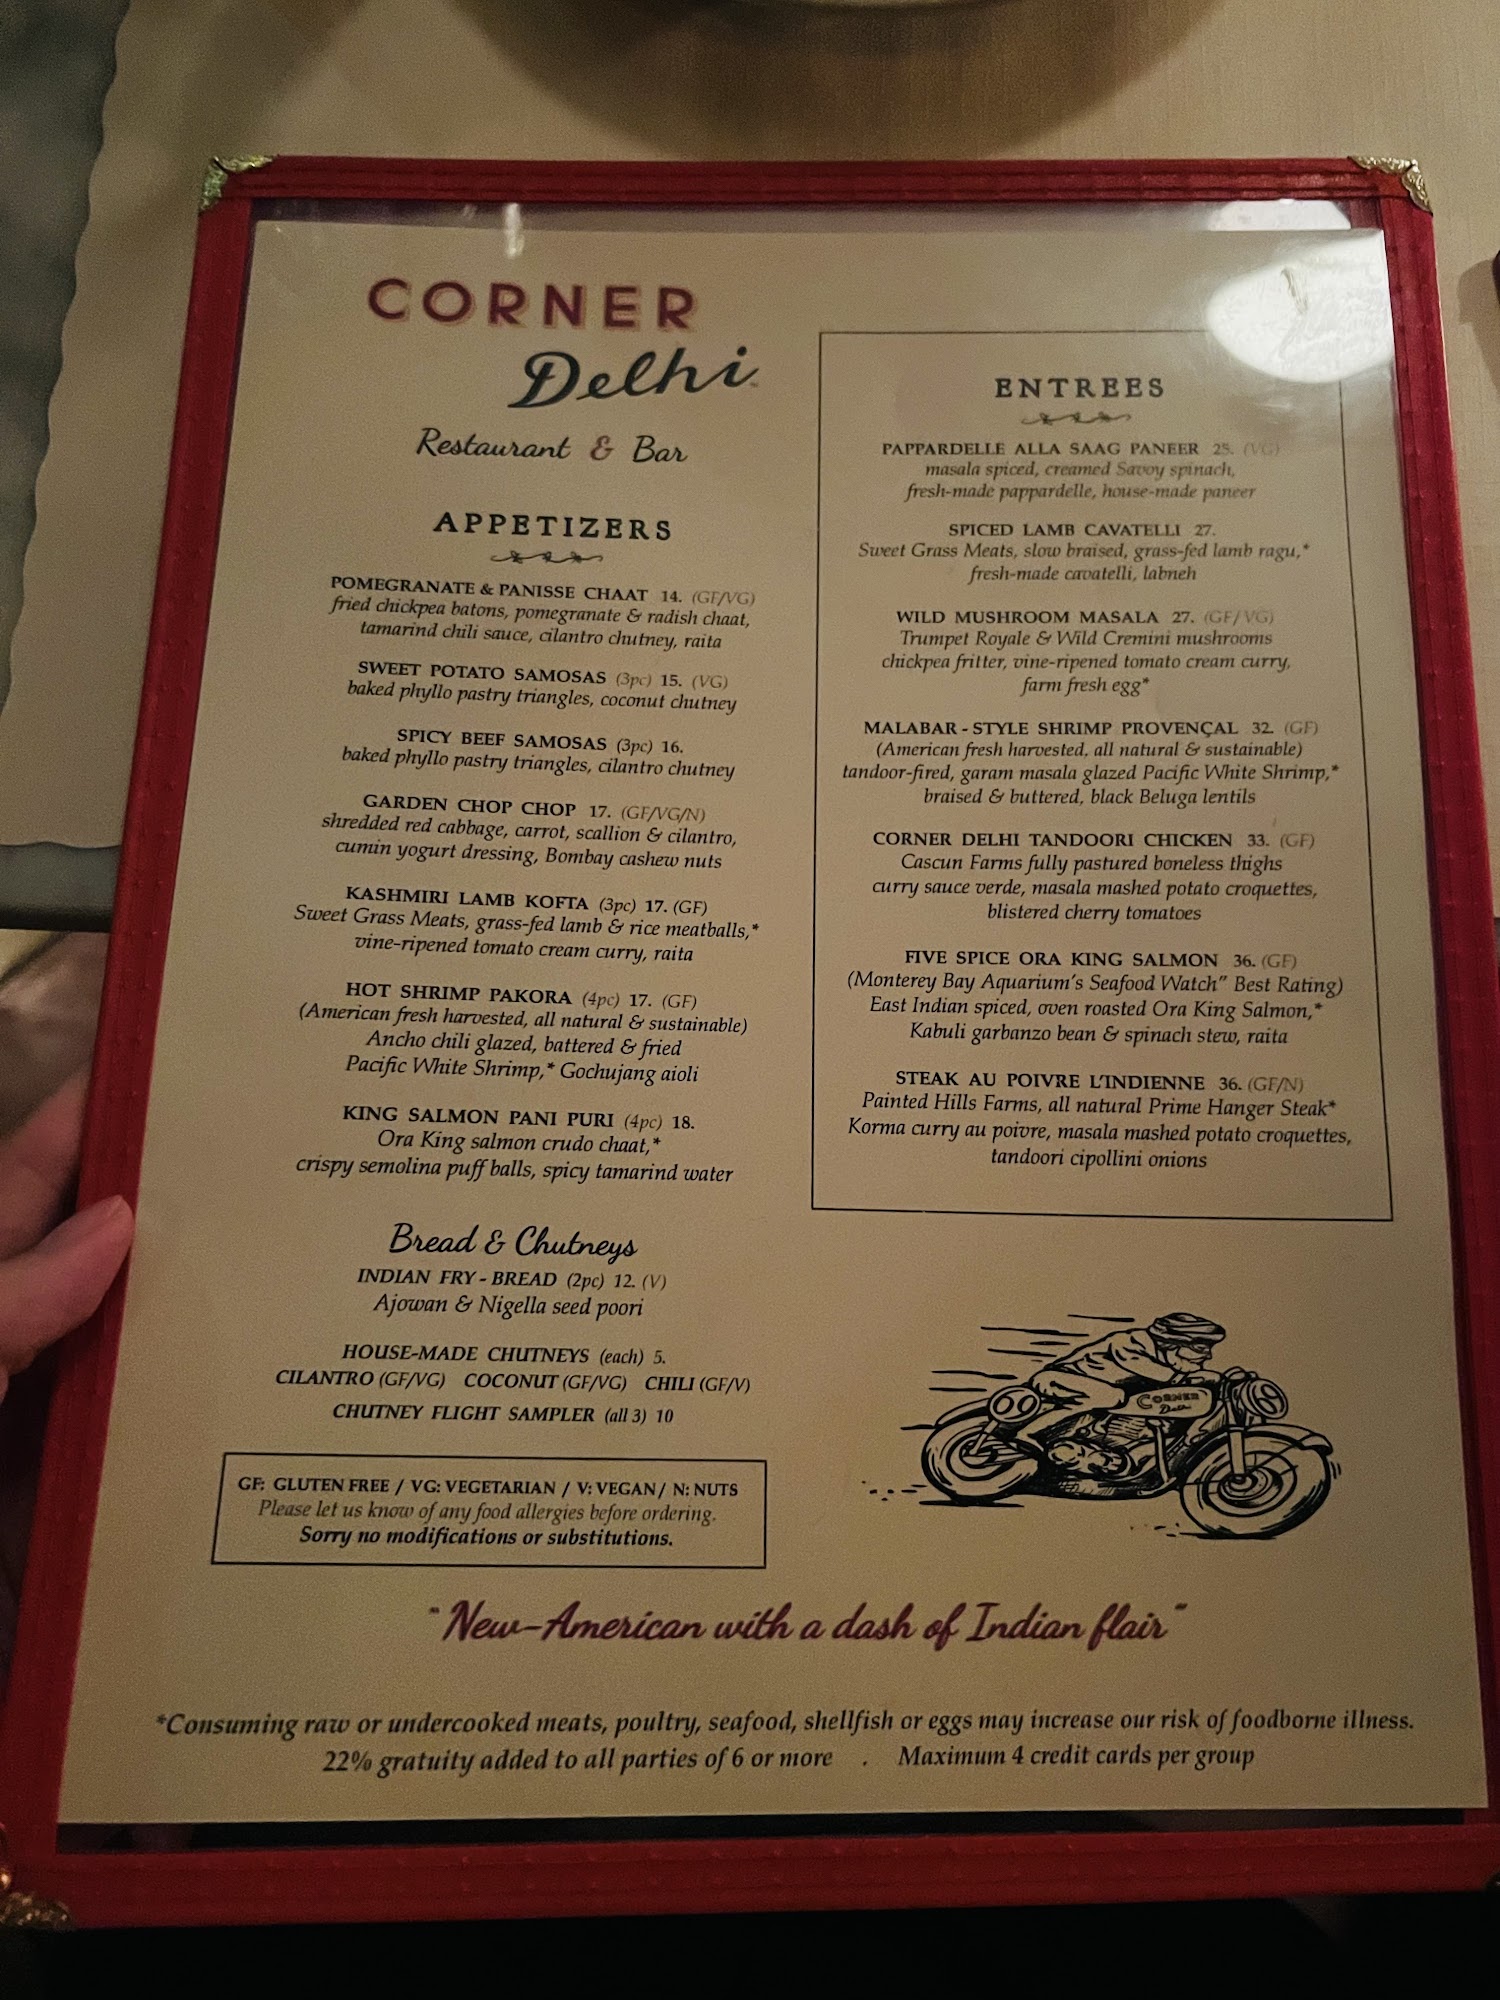 CORNER
Delhi
Restaurant & Bar
APPETIZERS
POMEGRANATE & PANISSE CHAAT 14. (GF/VG)
fried chickpea batons, pomegranate & radish chaat,
tamarind chili sauce, cilantro chutney, raita
SWEET POTATO SAMOSAS (3pc) 15. (VG)
baked phyllo pastry triangles, coconut chutney
SPICY BEEF SAMOSAS (3pc) 16.
baked phyllo pastry triangles, cilantro chutney
GARDEN CHOP CHOP 17. (GF/VG/N)
shredded red cabbage, carrot, scallion & cilantro,
cumin yogurt dressing, Bombay cashew nuts
KASHMIRI LAMB KOFTA (3pc) 17. (GF)
Sweet Grass Meats, grass-fed lamb & rice meatballs,*
vine-ripened tomato cream curry, raita
HOT SHRIMP PAKORA (4pc) 17. (GF)
(American fresh harvested, all natural & sustainable)
Ancho chili glazed, battered & fried
Pacific White Shrimp,* Gochujang aioli
KING SALMON PANI PURI (4pc) 18.
Ora King salmon crudo chaat,*
crispy semolina puff balls, spicy tamarind water
Bread & Chutneys
INDIAN FRY-BREAD (2pc) 12. (V)
Ajowan & Nigella seed poori
HOUSE-MADE CHUTNEYS (each) 5.
CILANTRO (GF/VG) COCONUT (GF/VG) CHILI (GF/V)
CHUTNEY FLIGHT SAMPLER (all 3) 10
GF: GLUTEN FREE / VG: VEGETARIAN / V: VEGAN / N: NUTS
Please let us know of any food allergies before ordering.
Sorry no modifications or substitutions.
ENTREES
PAPPARDELLE ALLA SAAG PANEER 25. (VG)
masala spiced, creamed Savoy spinach,
fresh-made pappardelle, house-made paneer
SPICED LAMB CAVATELLI 27.
Sweet Grass Meats, slow braised, grass-fed lamb ragu,*
fresh-made cavatelli, labneh
WILD MUSHROOM MASALA 27. (GF/VG)
Trumpet Royale & Wild Cremini mushrooms
chickpea fritter, vine-ripened tomato cream curry,
farm fresh egg*
MALABAR-STYLE SHRIMP PROVENÇAL 32. (GF)
(American fresh harvested, all natural & sustainable)
tandoor-fired, garam masala glazed Pacific White Shrimp,*
braised & buttered, black Beluga lentils
CORNER DELHI TANDOORI CHICKEN 33. (GF)
Cascun Farms fully pastured boneless thighs
curry sauce verde, masala mashed potato croquettes,
blistered cherry tomatoes
FIVE SPICE ORA KING SALMON 36. (GF)
(Monterey Bay Aquarium's Seafood Watch" Best Rating)
East Indian spiced, oven roasted Ora King Salmon,*
Kabuli garbanzo bean & spinach stew, raita
STEAK AU POIVRE L'INDIENNE 36. (GF/N)
Painted Hills Farms, all natural Prime Hanger Steak*
Korma curry au poivre, masala mashed potato croquettes,
tandoori cipollini onions
00
CORNER
Delhi
"New-American with a dash of Indian flair"
*Consuming raw or undercooked meats, poultry, seafood, shellfish or eggs may increase our risk of foodborne illness.
22% gratuity added to all parties of 6 or more . Maximum 4 credit cards per group